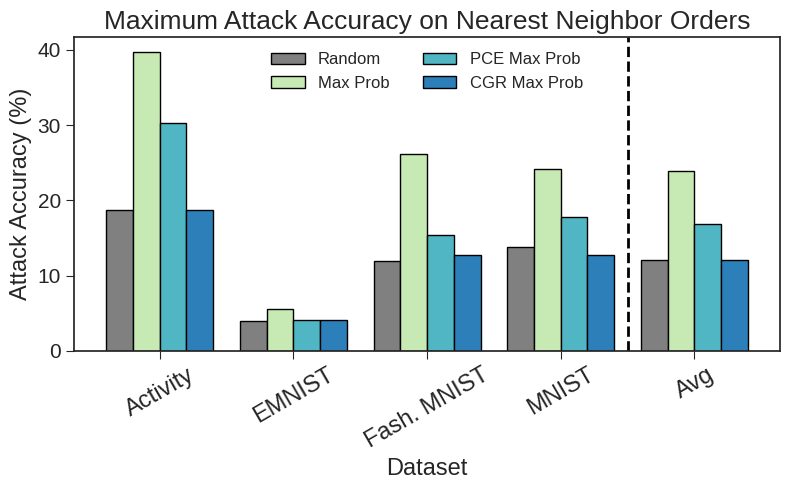 Maximum Attack Accuracy on Nearest Neighbor Orders
Random
Max Prob
PCE Max Prob
CGR Max Prob
Attack Accuracy (%)
40
30
20
10
0
Activity
EMNIST
Fash. MNIST
MNIST
Avg
Dataset